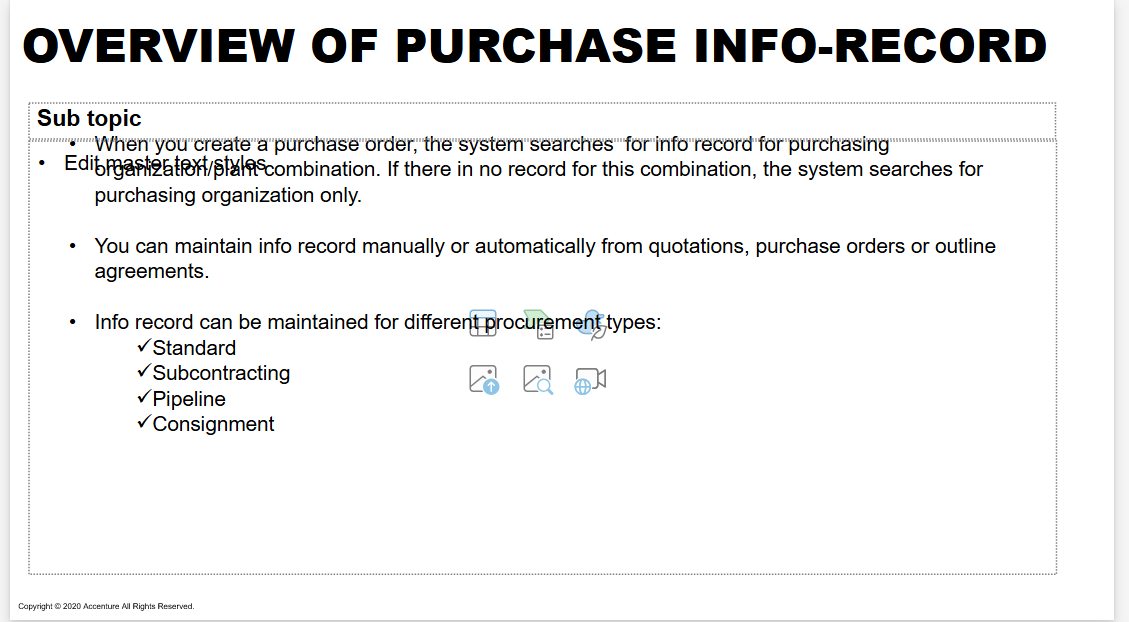 OVERVIEW OF PURCHASE INFO-RECORD
Sub topic
• When you create a purchase order, the system searches for info record for purchasing
• Edit master text styles
organization/plant combination. If there in no record for this combination, the system searches for
purchasing organization only.
• You can maintain info record manually or automatically from quotations, purchase orders or outline
agreements.
• Info record can be maintained for different procurement types:
✓Standard
✓Subcontracting
✓Pipeline
✓Consignment
Copyright © 2020 Accenture All Rights Reserved.